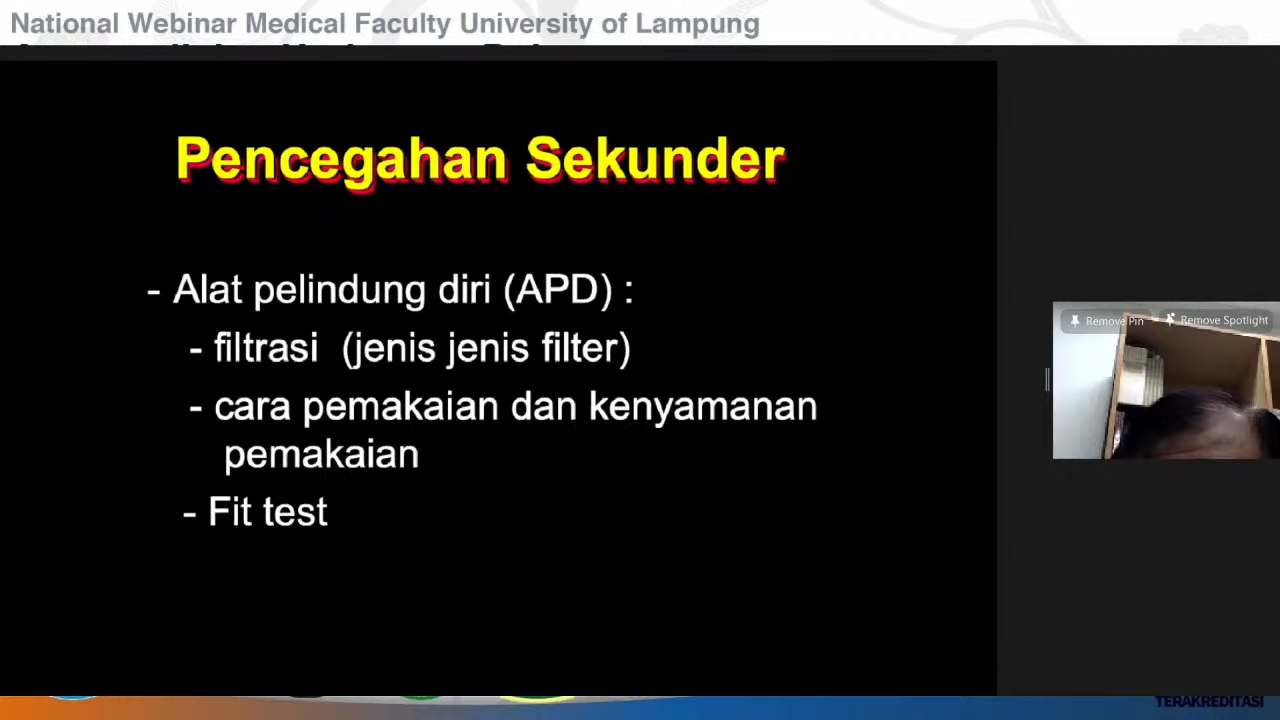 National Webinar Medical Faculty University of Lampung
Pencegahan Sekunder
- Alat pelindung diri (APD) :
- filtrasi (jenis jenis filter)
- cara pemakaian dan kenyamanan
pemakaian
- Fit test
Remove Pin
Remove Spotlight
TERAKREDITASI